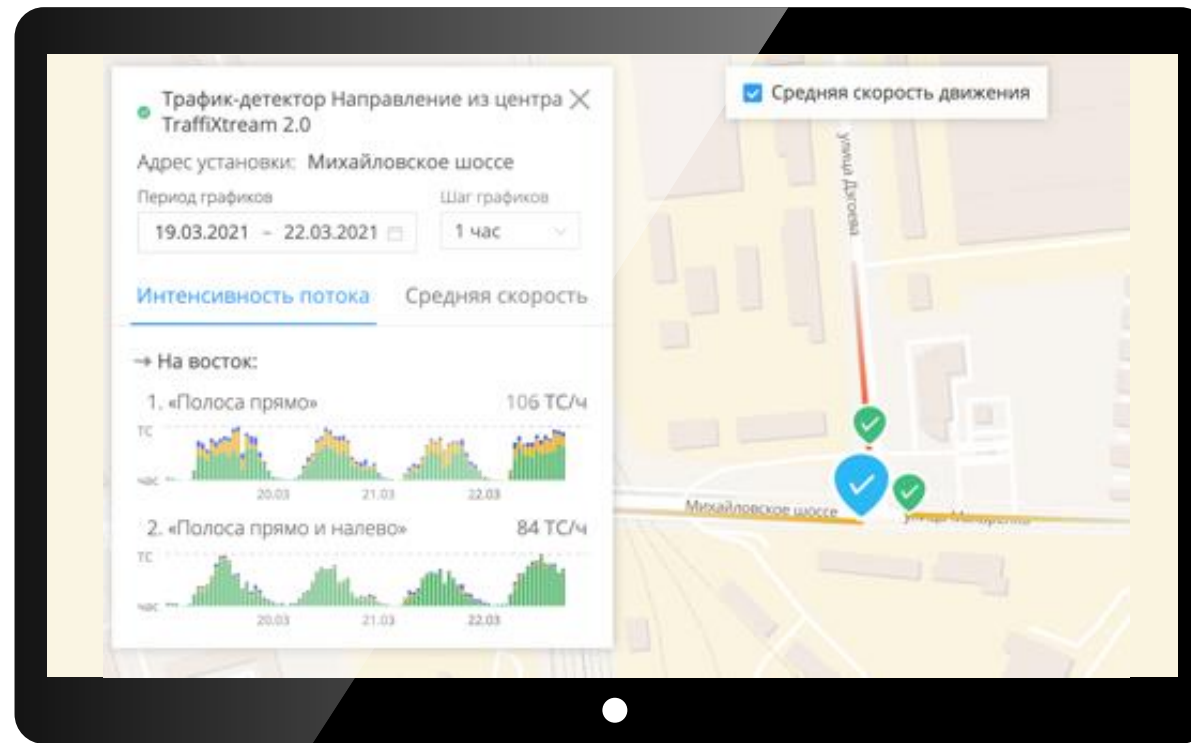 Трафик-детектор Направление из центра
TraffiXtream 2.0
Адрес установки: Михайловское шоссе
Период графиков
Шаг графиков
19.03.2021 – 22.03.2021
1 час
Интенсивность потока
Средняя скорость
→ На восток:
1. «Полоса прямо»
106 ТС/ч
ТС
час
20.03
21.03
22.03
2. «Полоса прямо и налево»
84 ТС/ч
ТС
час
20.03
21.03
22.03
Средняя скорость движения
улица Дзгоева
Михайловское шоссе
улица